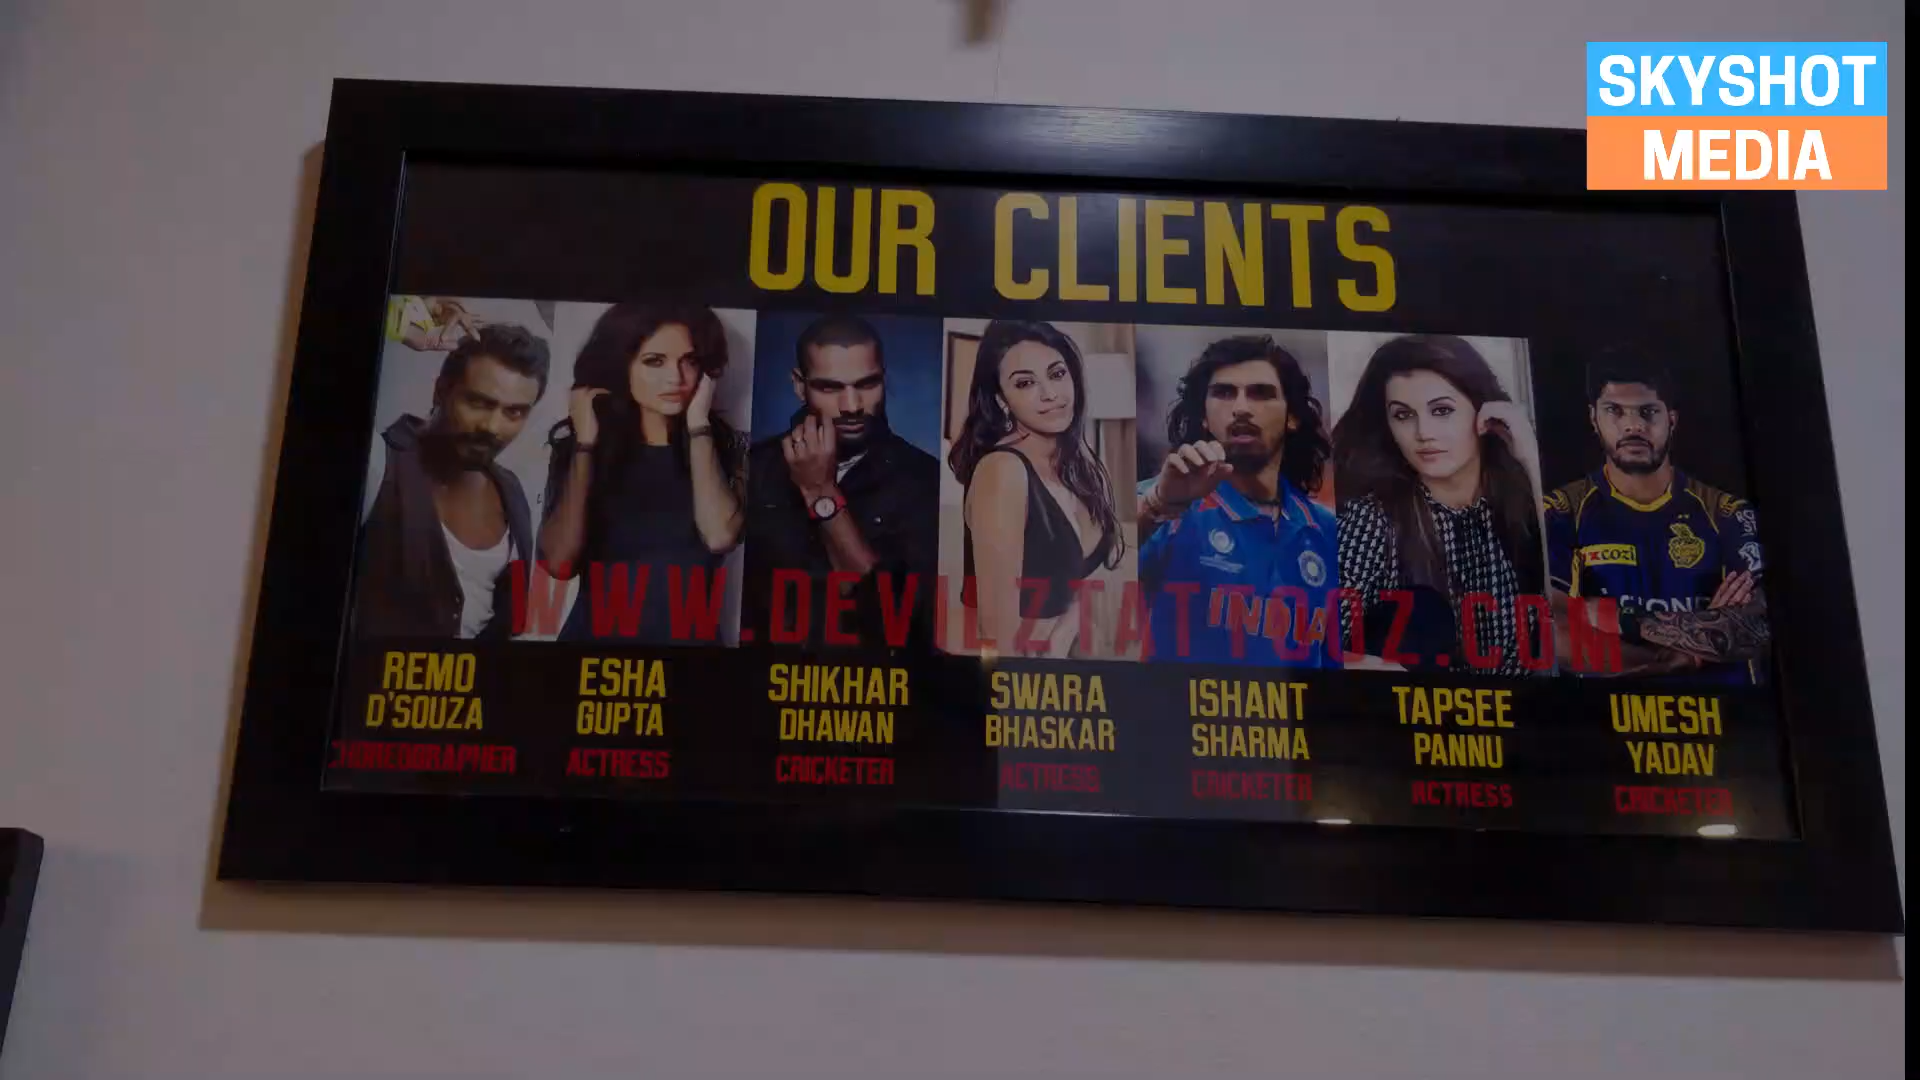 SKYSHOT
MEDIA
OUR CLIENTS
INDIA
WWW.DEVILZTATTOOZ.COM
REMO
D'SOUZA
CHOREOGRAPHER
ESHA
GUPTA
ACTRESS
SHIKHAR
DHAWAN
CRICKETER
SWARA
BHASKAR
ACTRESS
ISHANT
SHARMA
CRICKETER
TAPSEE
PANNU
ACTRESS
UMESH
YADAV
CRICKETER